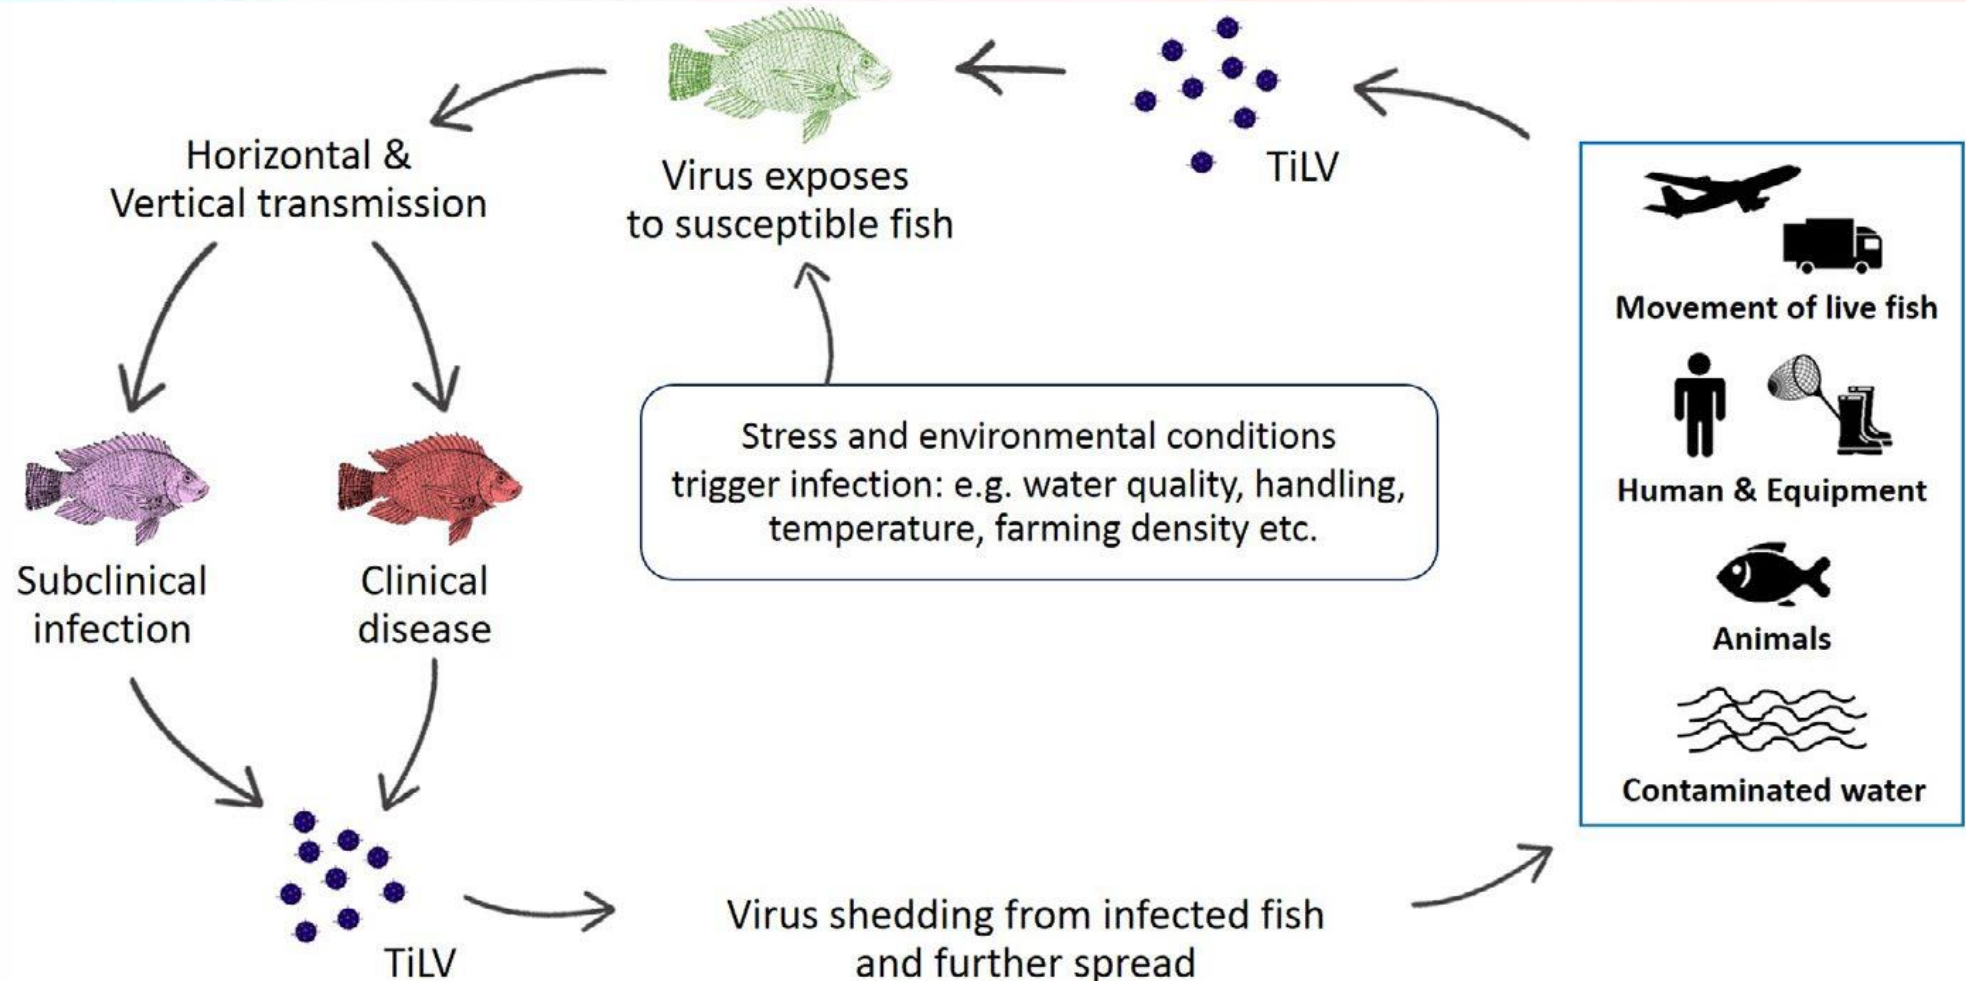 Horizontal &
Vertical transmission
Virus exposes
to susceptible fish
TiLV
Movement of live fish
Human & Equipment
Animals
Contaminated water
Stress and environmental conditions
trigger infection: e.g. water quality, handling,
temperature, farming density etc.
Subclinical
infection
Clinical
disease
TiLV
Virus shedding from infected fish
and further spread